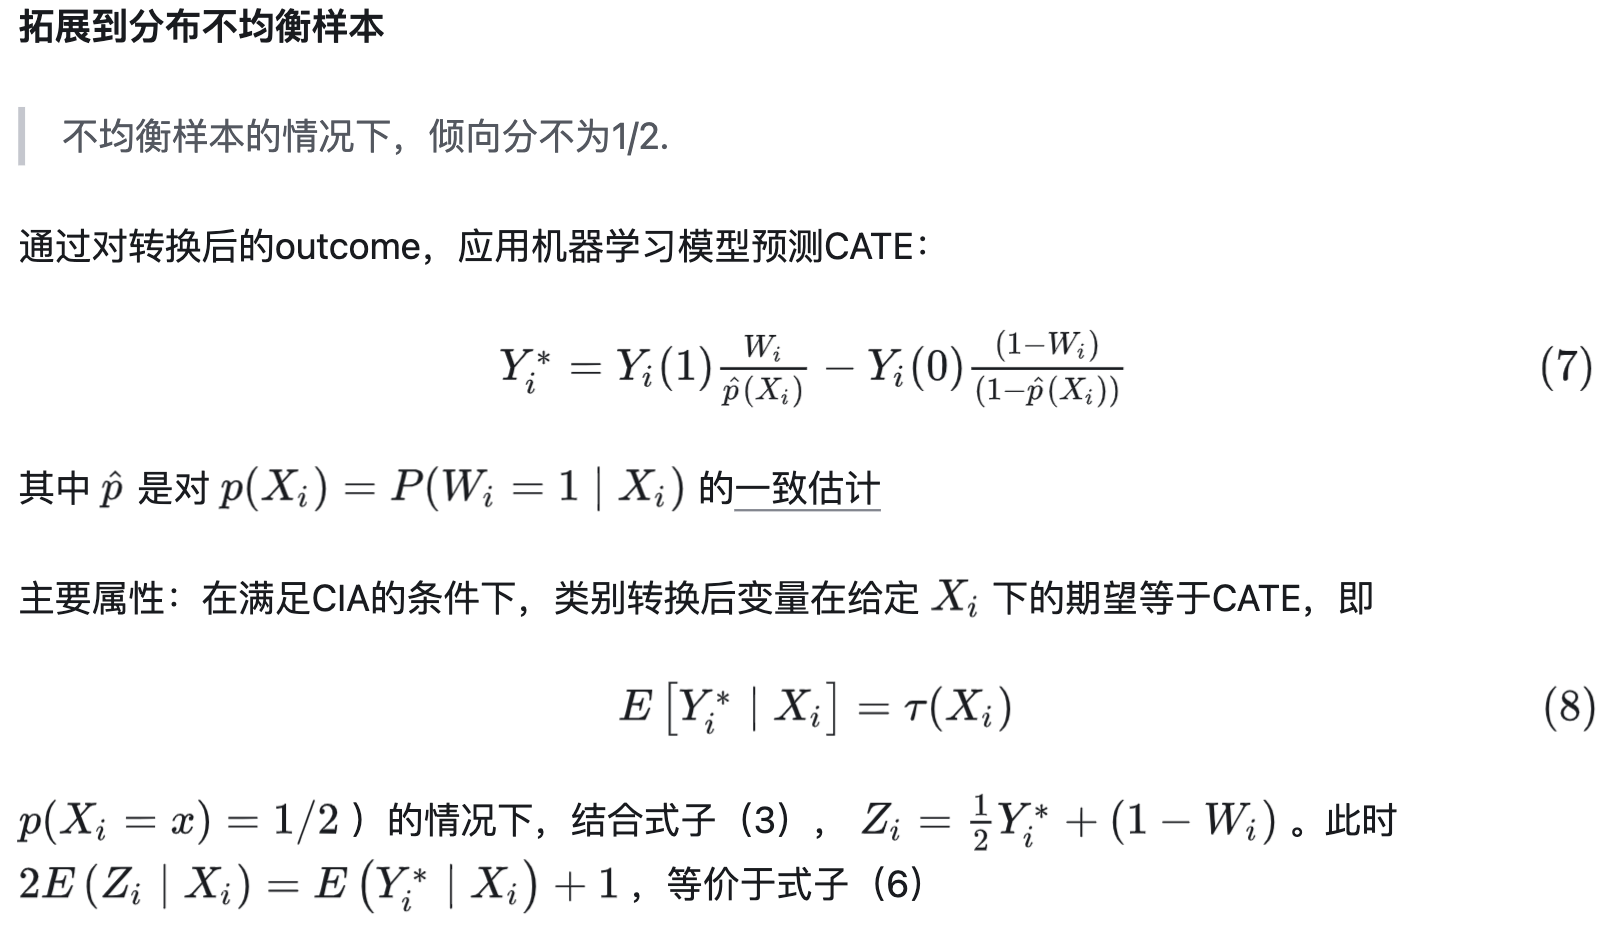 拓展到分布不均衡样本
不均衡样本的情况下，倾向分不为1/2.
通过对转换后的outcome，应用机器学习模型预测CATE：
$Y_i^* = Y_i(1)\frac{W_i}{\hat{p}(X_i)} - Y_i(0)\frac{(1-W_i)}{(1-\hat{p}(X_i))}$ (7)
其中 $\hat{p}$ 是对 $p(X_i) = P(W_i = 1 \mid X_i)$ 的一致估计
主要属性：在满足CIA的条件下，类别转换后变量在给定 $X_i$ 下的期望等于CATE，即
$E\left[Y_i^* \mid X_i\right] = \tau(X_i)$ (8)
$p(X_i = x) = 1/2$ ）的情况下，结合式子（3）， $Z_i = \frac{1}{2}Y_i^* + (1 - W_i)$ 。此时
$2E\left(Z_i \mid X_i\right) = E\left(Y_i^* \mid X_i\right) + 1$ ，等价于式子（6）